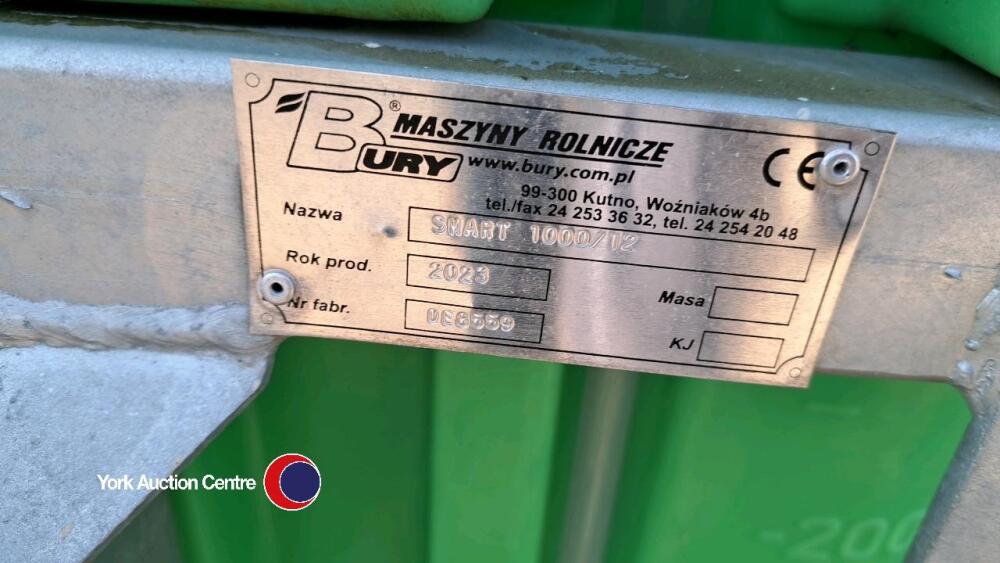 BURY ®
MASZYNY ROLNICZE
www.bury.com.pl
CE
99-300 Kutno, Woźniaków 4b
tel./fax 24 253 36 32, tel. 24 254 20 48
Nazwa SMART 1000/12
Rok prod. 2023
Masa
Nr fabr.
KJ
York Auction Centre
-200